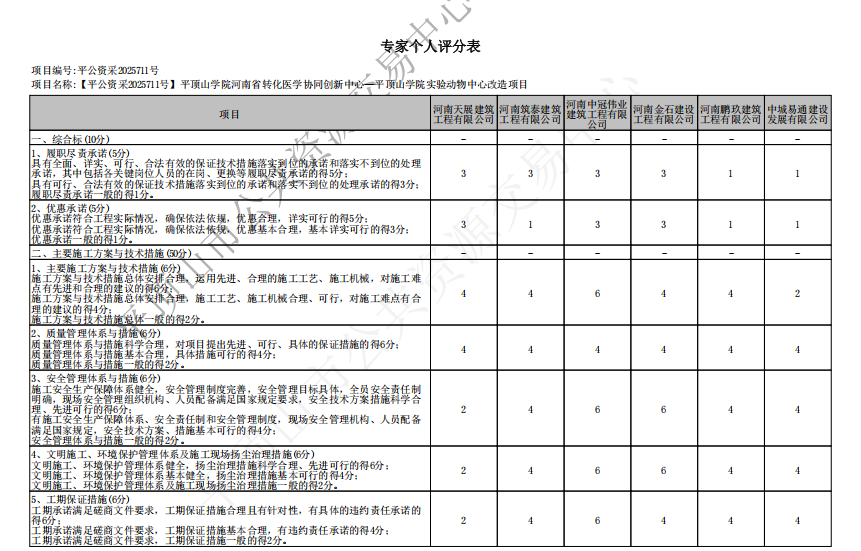 专家个人评分表
项目编号:平公资采2025711号
项目名称:【平公资采2025711号】平顶山学院河南省转化医学协同创新中心—平顶山学院实验动物中心改造项目
项目 河南天展建筑工程有限公司 河南筑泰建筑工程有限公司 河南中冠伟业建筑工程有限公司 河南金石建设工程有限公司 河南鹏玖建筑工程有限公司 中城易通建设发展有限公司
一、综合标(10分) - - - - - -
1、履职尽责承诺(5分)
具有全面、详实、可行、合法有效的保证技术措施落实到位的承诺和落实不到位的处理
承诺,其中包括各关键岗位人员的在岗、更换等履职尽责承诺的得5分;
具有可行、合法有效的保证技术措施落实到位的承诺和落实不到位的处理承诺的得3分;
履职尽责承诺一般的得1分。
3 3 3 3 1 1
2、优惠承诺(5分)
优惠承诺符合工程实际情况,确保依法依规,优惠合理,详实可行的得5分;
优惠承诺符合工程实际情况,确保依法依规,优惠基本合理,基本详实可行的得3分;
优惠承诺一般的得1分。
3 1 3 3 1 1
二、主要施工方案与技术措施(50分) - - - - - -
1、主要施工方案与技术措施(6分)
施工方案与技术措施总体安排合理,运用先进、合理的施工工艺、施工机械,对施工难
点有先进和合理的建议的得6分;
施工方案与技术措施总体安排合理,施工工艺、施工机械合理、可行,对施工难点有合
理的建议的得4分;
施工方案与技术措施总体一般的得2分。
4 4 6 4 4 2
2、质量管理体系与措施(6分)
质量管理体系与措施科学合理,对项目提出先进、可行、具体的保证措施的得6分;
质量管理体系与措施基本合理,具体措施可行的得4分;
质量管理体系与措施一般的得2分。
4 4 4 4 4 4
3、安全管理体系与措施(6分)
施工安全生产保障体系健全,安全管理制度完善,安全管理目标具体,全员安全责任制
明确,现场安全管理组织机构、人员配备满足国家规定要求,安全技术方案措施科学合
理、先进可行的得6分;
有施工安全生产保障体系、安全责任制和安全管理制度,现场安全管理机构、人员配备
满足国家规定,安全技术方案、措施基本可行的得4分;
安全管理体系与措施一般的得2分。
2 4 6 6 4 4
4、文明施工、环境保护管理体系及施工现场扬尘治理措施(6分)
文明施工、环境保护管理体系健全,扬尘治理措施科学合理、先进可行的得6分;
文明施工、环境保护管理体系基本健全,扬尘治理措施基本可行的得4分;
文明施工、环境保护管理体系及施工现场扬尘治理措施一般的得2分。
2 4 6 6 4 4
5、工期保证措施(6分)
工期承诺满足磋商文件要求,工期保证措施合理且有针对性,有具体的违约责任承诺的
得6分;
工期承诺满足磋商文件要求,工期保证措施基本合理,有违约责任承诺的得4分;
工期承诺满足磋商文件要求,工期保证措施一般的得2分。
2 4 6 4 4 4
平顶山市公共资源交易中心
平顶山市公共资源交易中心